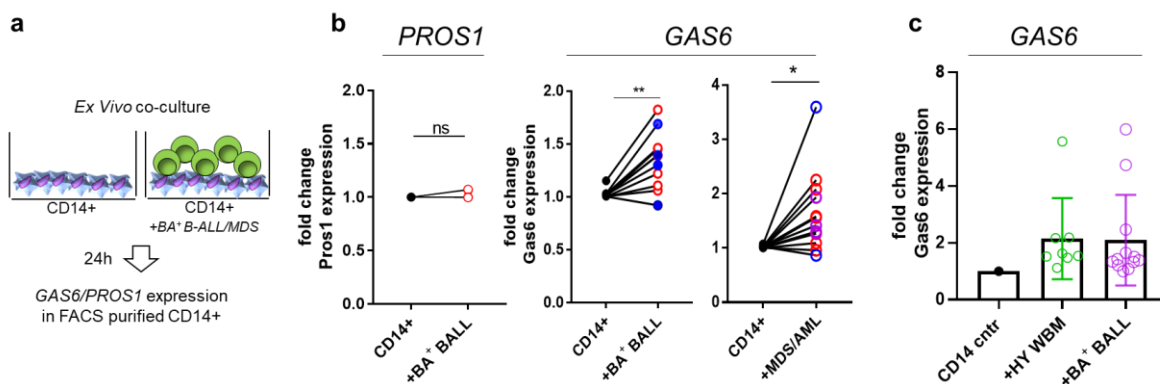 a
Ex Vivo co-culture
CD14+
CD14+
+BA+ B-ALL/MDS
24h
GAS6/PROS1 expression
in FACS purified CD14+
b
PROS1
GAS6
fold change
Pros1 expression
2.0
1.5
1.0
0.5
0.0
ns
CD14+
+BA+ BALL
fold change
Gas6 expression
2.0
1.5
1.0
0.5
0.0
**
CD14+
+BA+ BALL
4
3
2
1
0
*
CD14+
+MDS/AML
c
GAS6
fold change
Gas6 expression
8
6
4
2
0
CD14 cntr
+HY WBM
+BA+ BALL